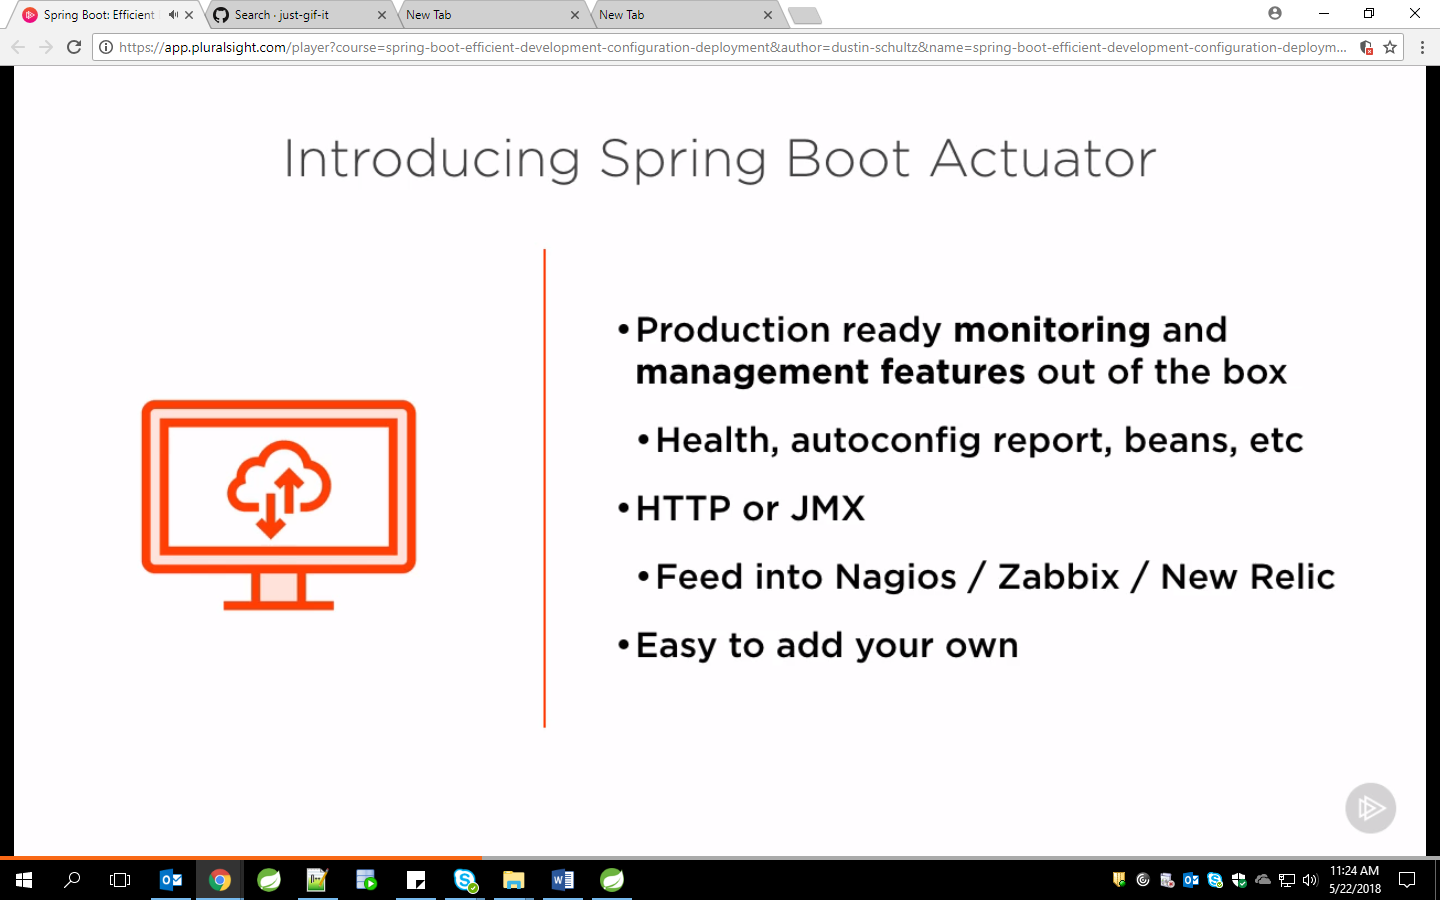 Spring Boot: Efficient
Search · just-gif-it
New Tab
New Tab
https://app.pluralsight.com/player?course=spring-boot-efficient-development-configuration-deployment&author=dustin-schultz&name=spring-boot-efficient-development-configuration-deploym...
Introducing Spring Boot Actuator
•Production ready monitoring and
management features out of the box
•Health, autoconfig report, beans, etc
•HTTP or JMX
•Feed into Nagios / Zabbix / New Relic
•Easy to add your own
11:24 AM
5/22/2018